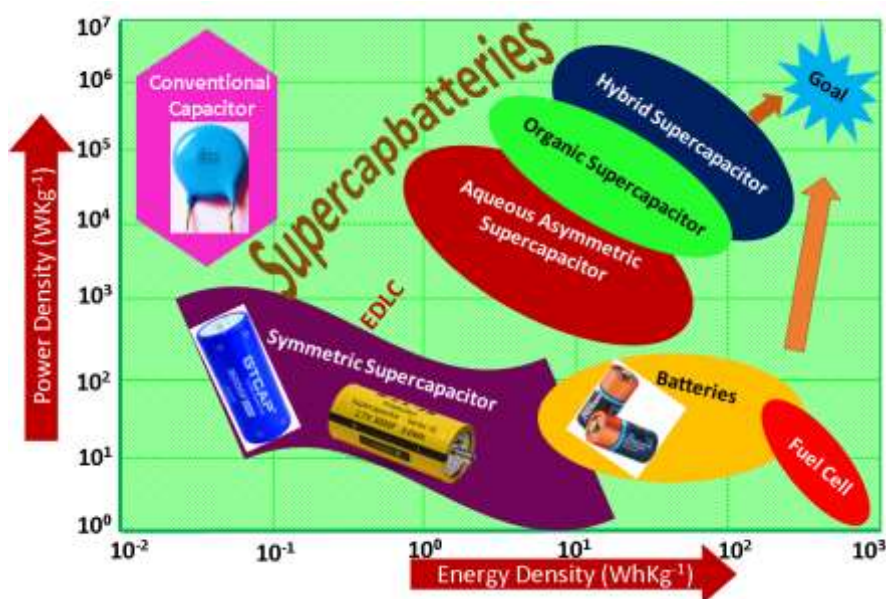 10⁷
10⁶
10⁵
10⁴
10³
10²
10¹
10⁰
10⁻²
10⁻¹
10⁰
10¹
10²
10³
Power Density (WKg⁻¹)
Energy Density (WhKg⁻¹)
Conventional
Capacitor
Supercapbatteries
Hybrid Supercapacitor
Organic Supercapacitor
Aqueous Asymmetric
Supercapacitor
Goal
EDLC
Symmetric Supercapacitor
GTCAP
Batteries
Fuel Cell